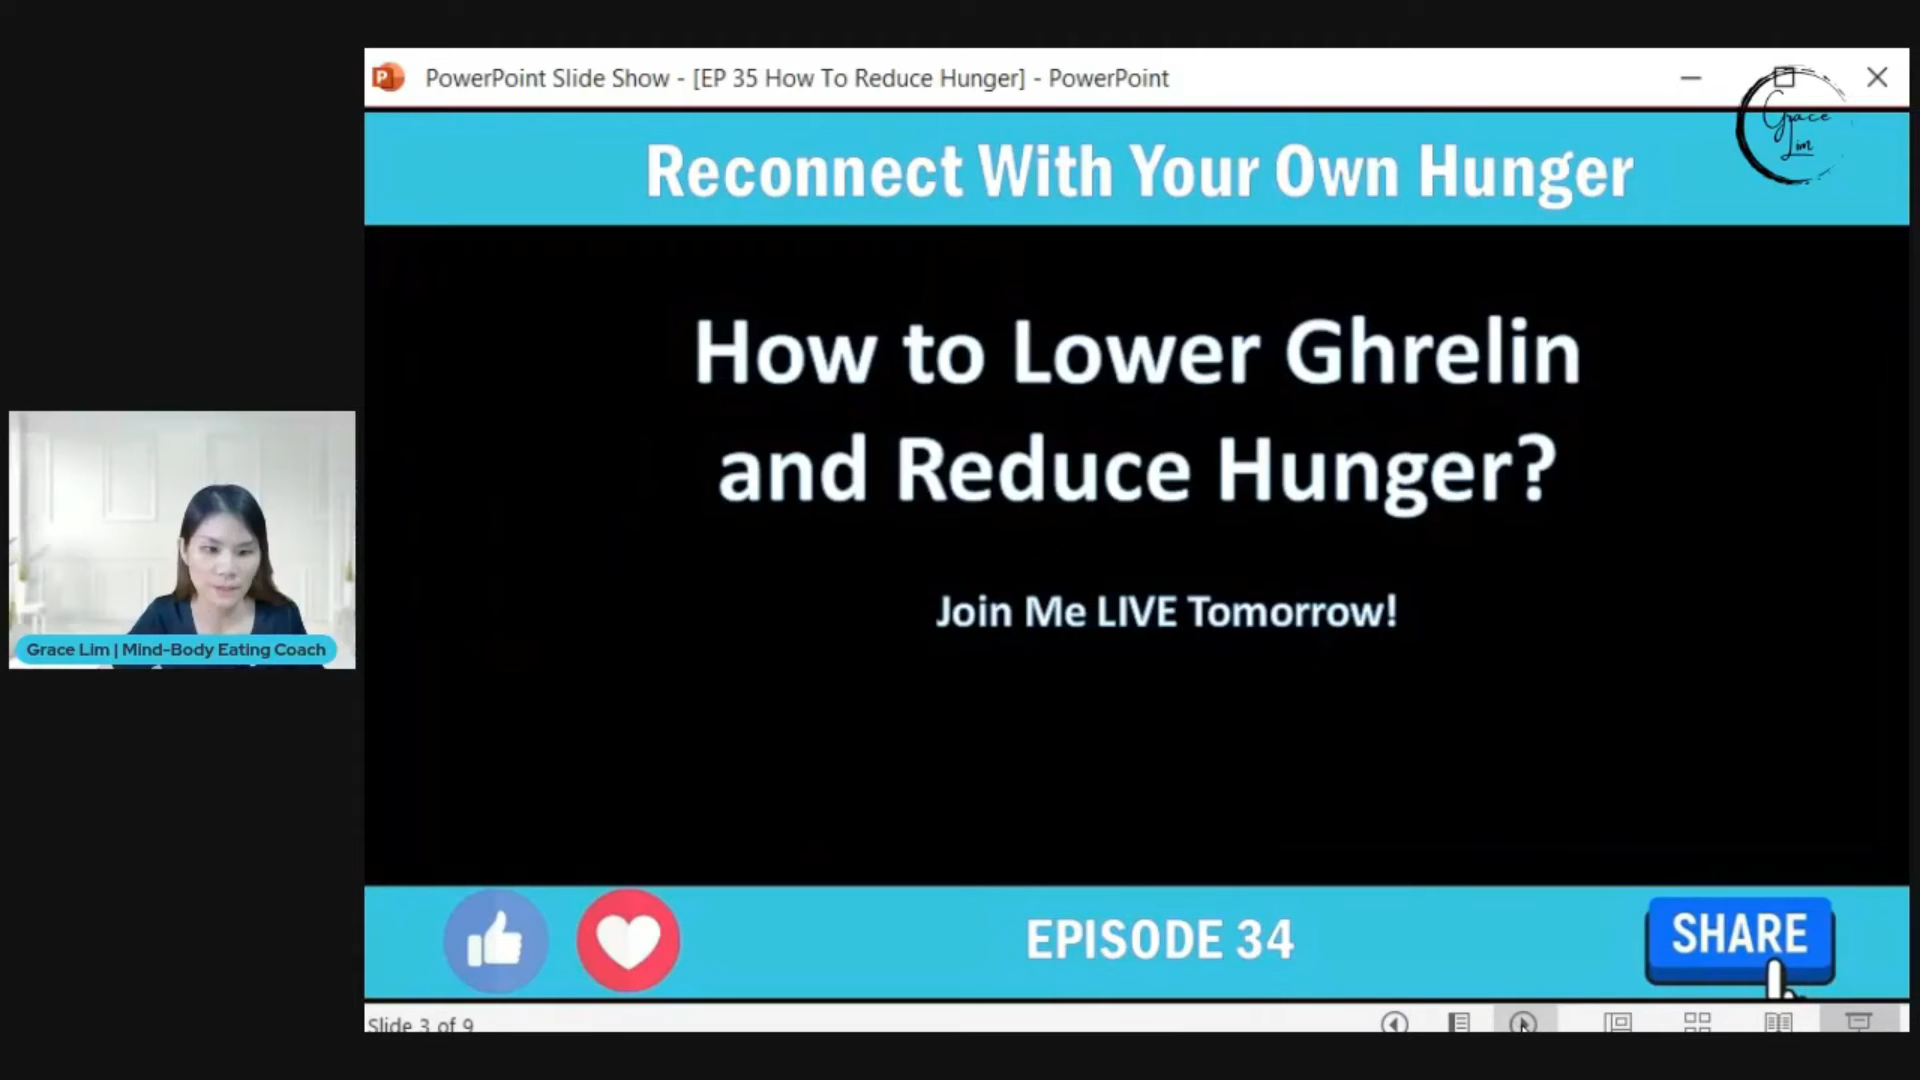 PowerPoint Slide Show - [EP 35 How To Reduce Hunger] - PowerPoint
Grace
Lim
Reconnect With Your Own Hunger
How to Lower Ghrelin
and Reduce Hunger?
Join Me LIVE Tomorrow!
Grace Lim | Mind-Body Eating Coach
EPISODE 34
SHARE
Slide 3 of 9